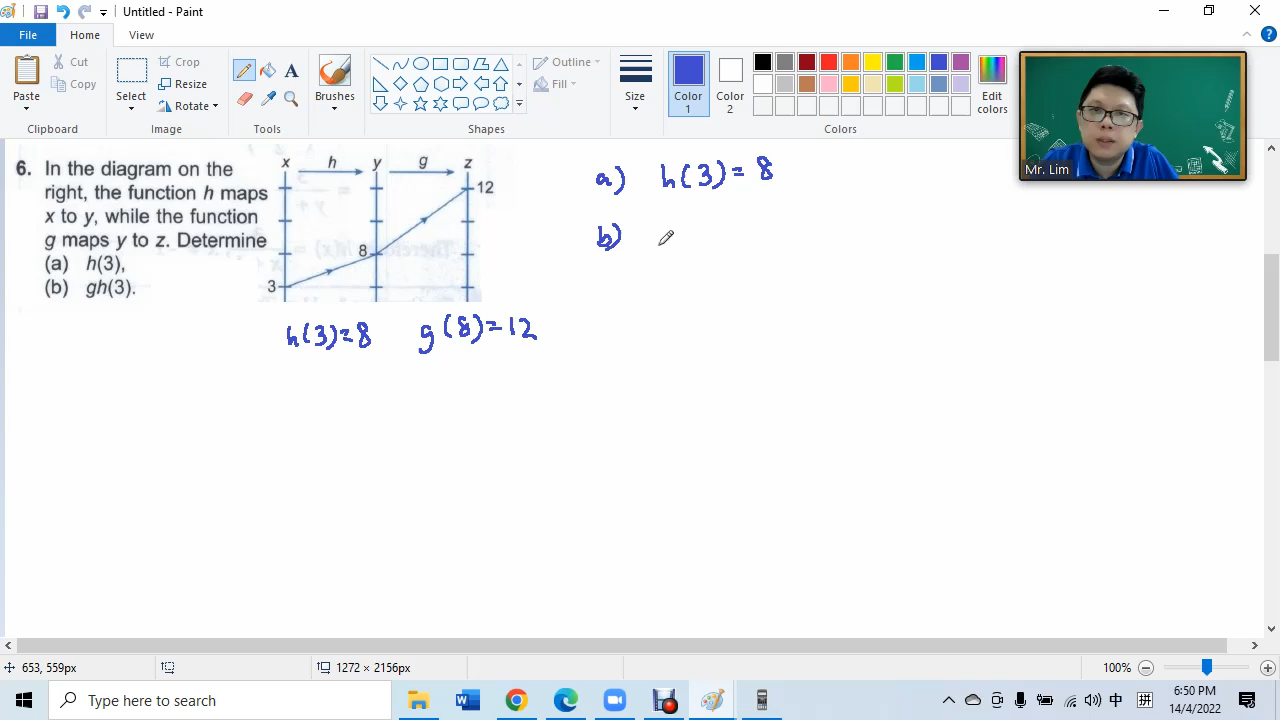 Untitled - Paint
File Home View
Paste Cut Copy Clipboard
Select Crop Resize Rotate Image
Tools
Brushes
Outline Fill Shapes
Size
Color 1 Color 2 Edit colors Colors
Mr. Lim
6. In the diagram on the
right, the function h maps
x to y, while the function
g maps y to z. Determine
(a) h(3),
(b) gh(3).
x h y g z
12
8
3
h(3)=8 g(8)=12
a) h(3)=8
b)
653, 559px 1272 × 2156px 100%
Type here to search
中 拼 6:50 PM
14/4/2022